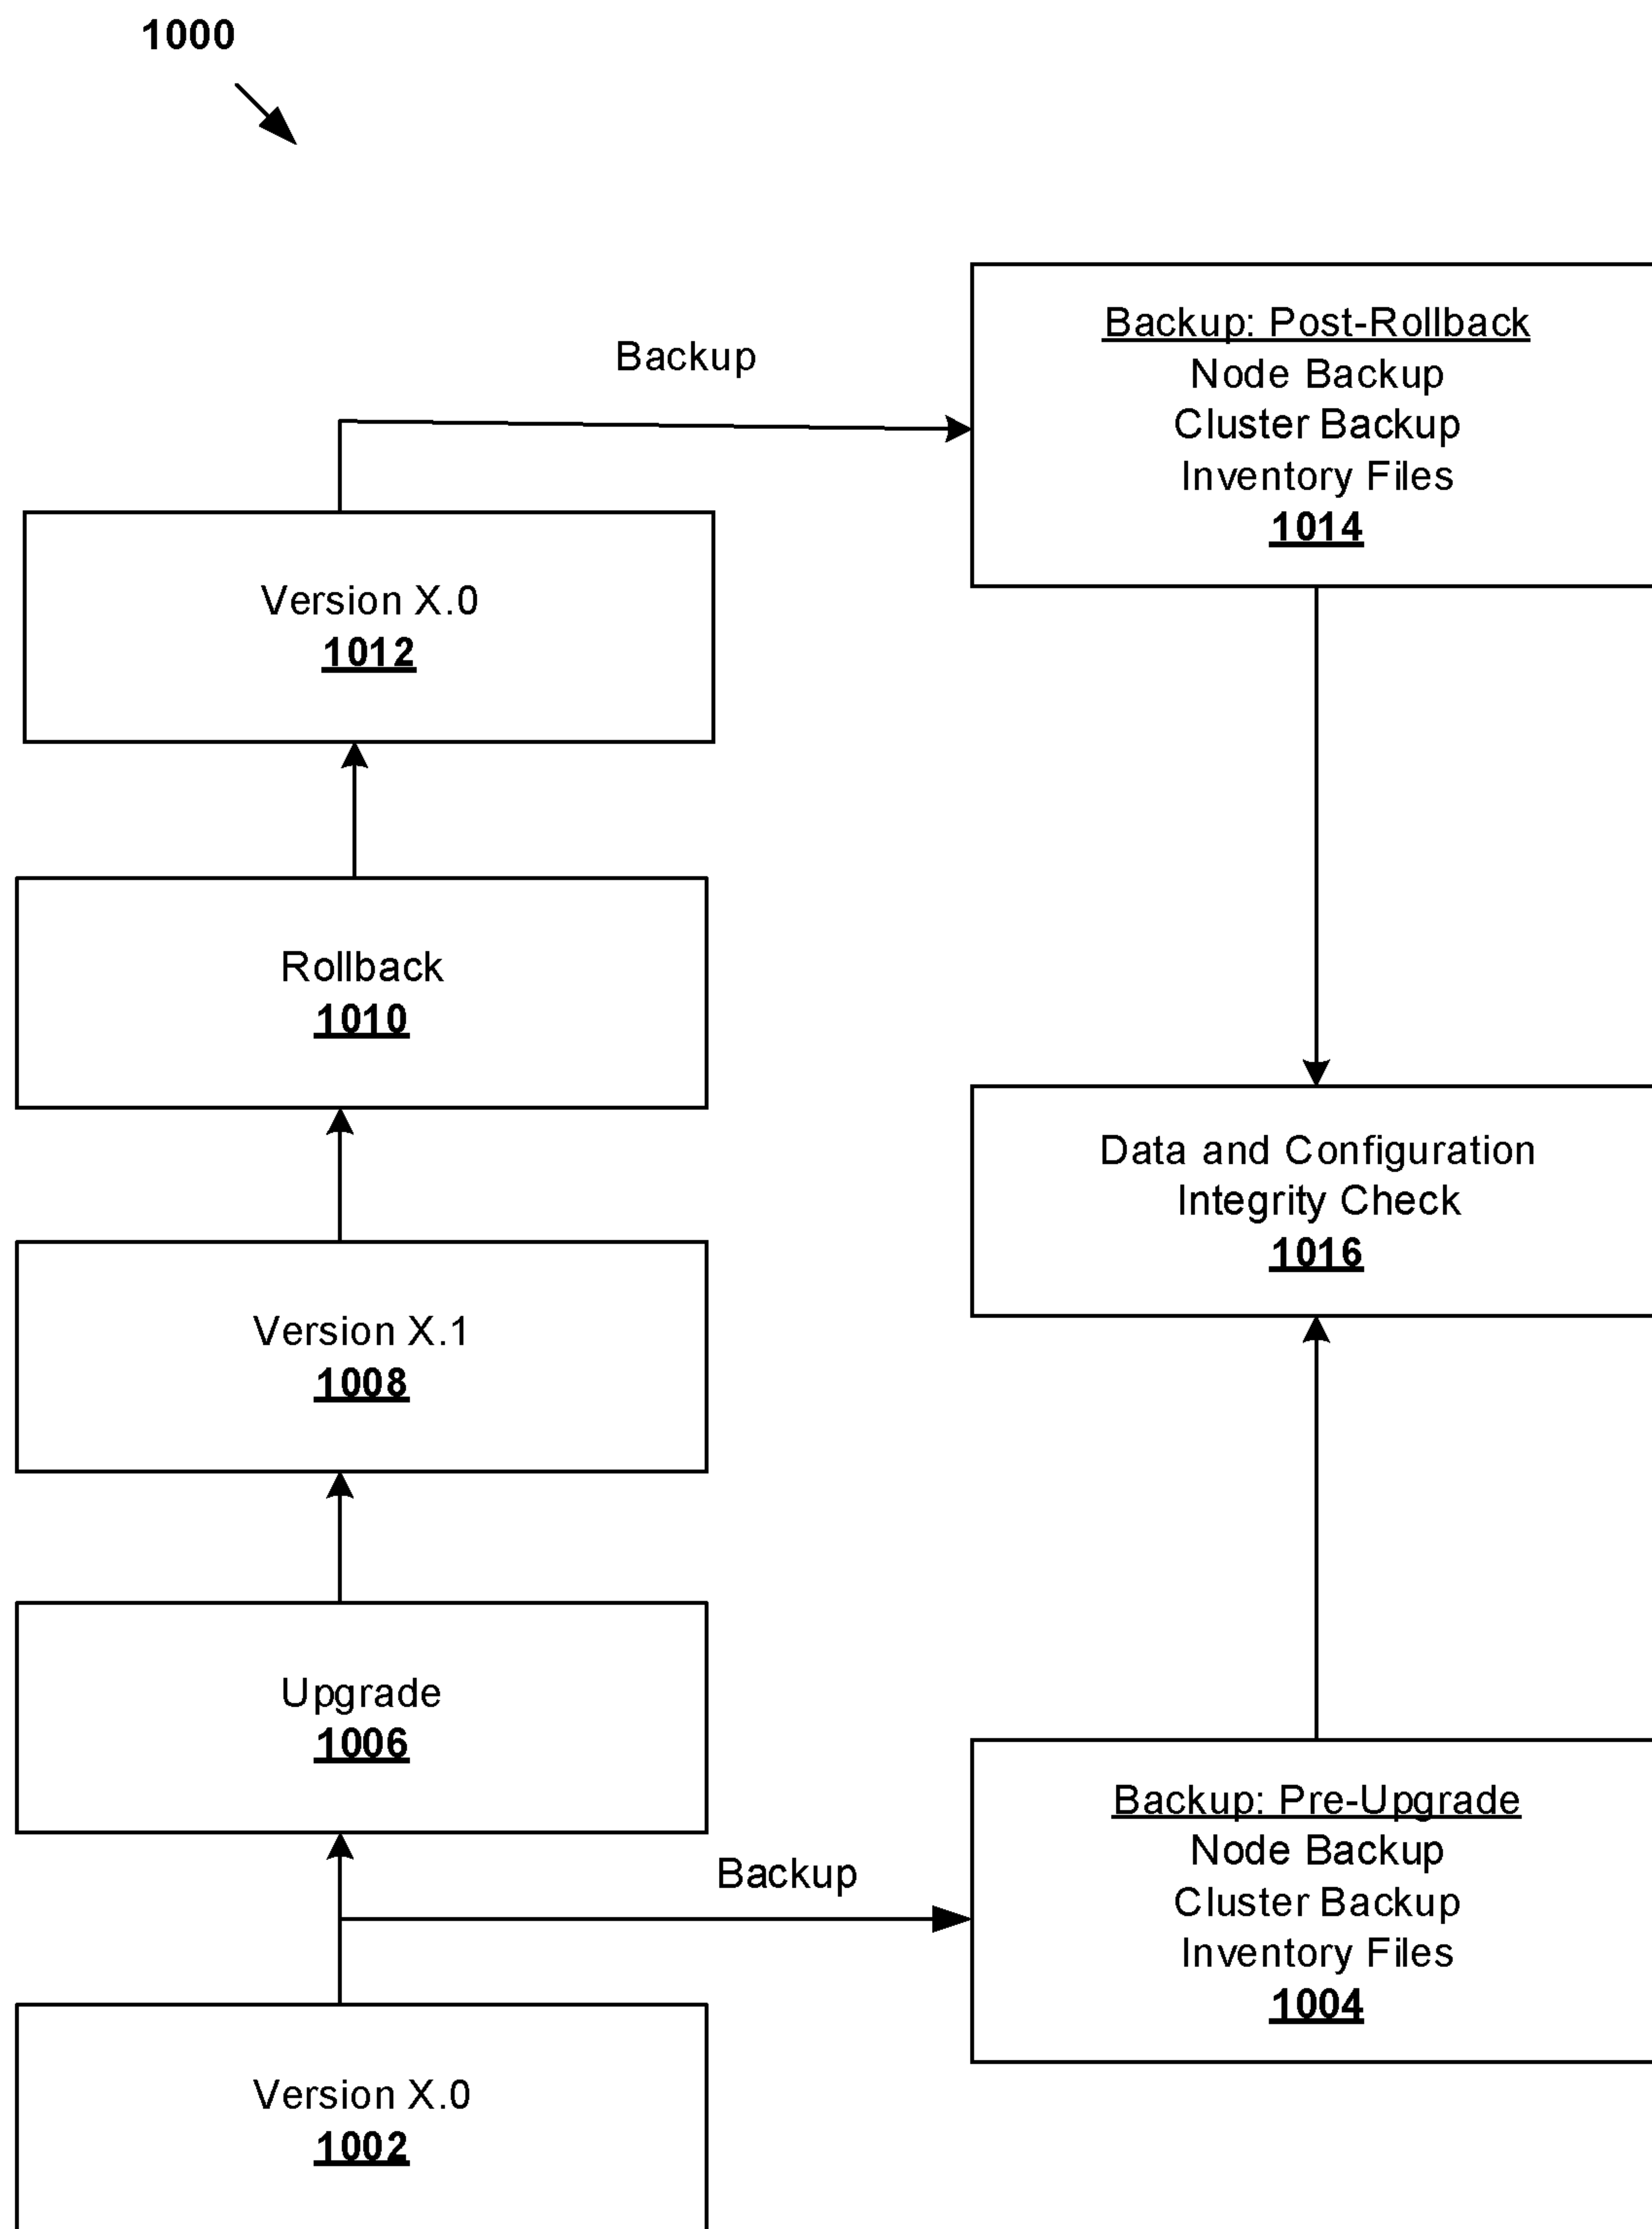 1000
Backup: Post-Rollback
Node Backup
Cluster Backup
Inventory Files
1014
Backup
Version X.0
1012
Rollback
1010
Data and Configuration
Integrity Check
1016
Version X.1
1008
Upgrade
1006
Backup: Pre-Upgrade
Node Backup
Cluster Backup
Inventory Files
1004
Backup
Version X.0
1002